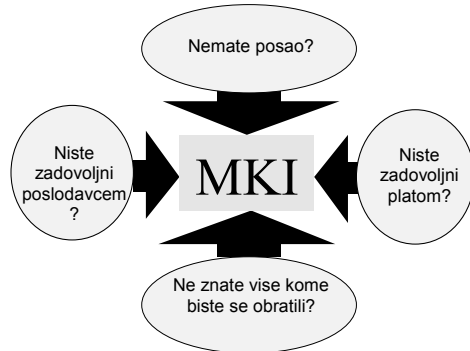 Nemate posao?
Niste
zadovoljni
poslodavcem
?
MKI
Niste
zadovoljni
platom?
Ne znate vise kome
biste se obratili?